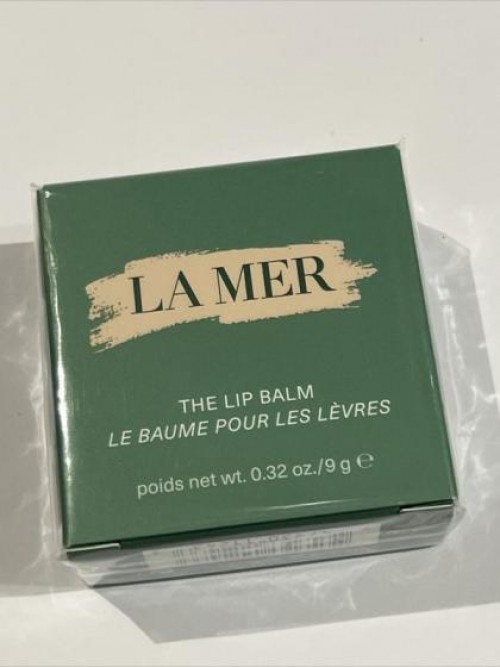 LA MER
THE LIP BALM
LE BAUME POUR LES LÈVRES
poids net wt. 0.32 oz./9 g ℮